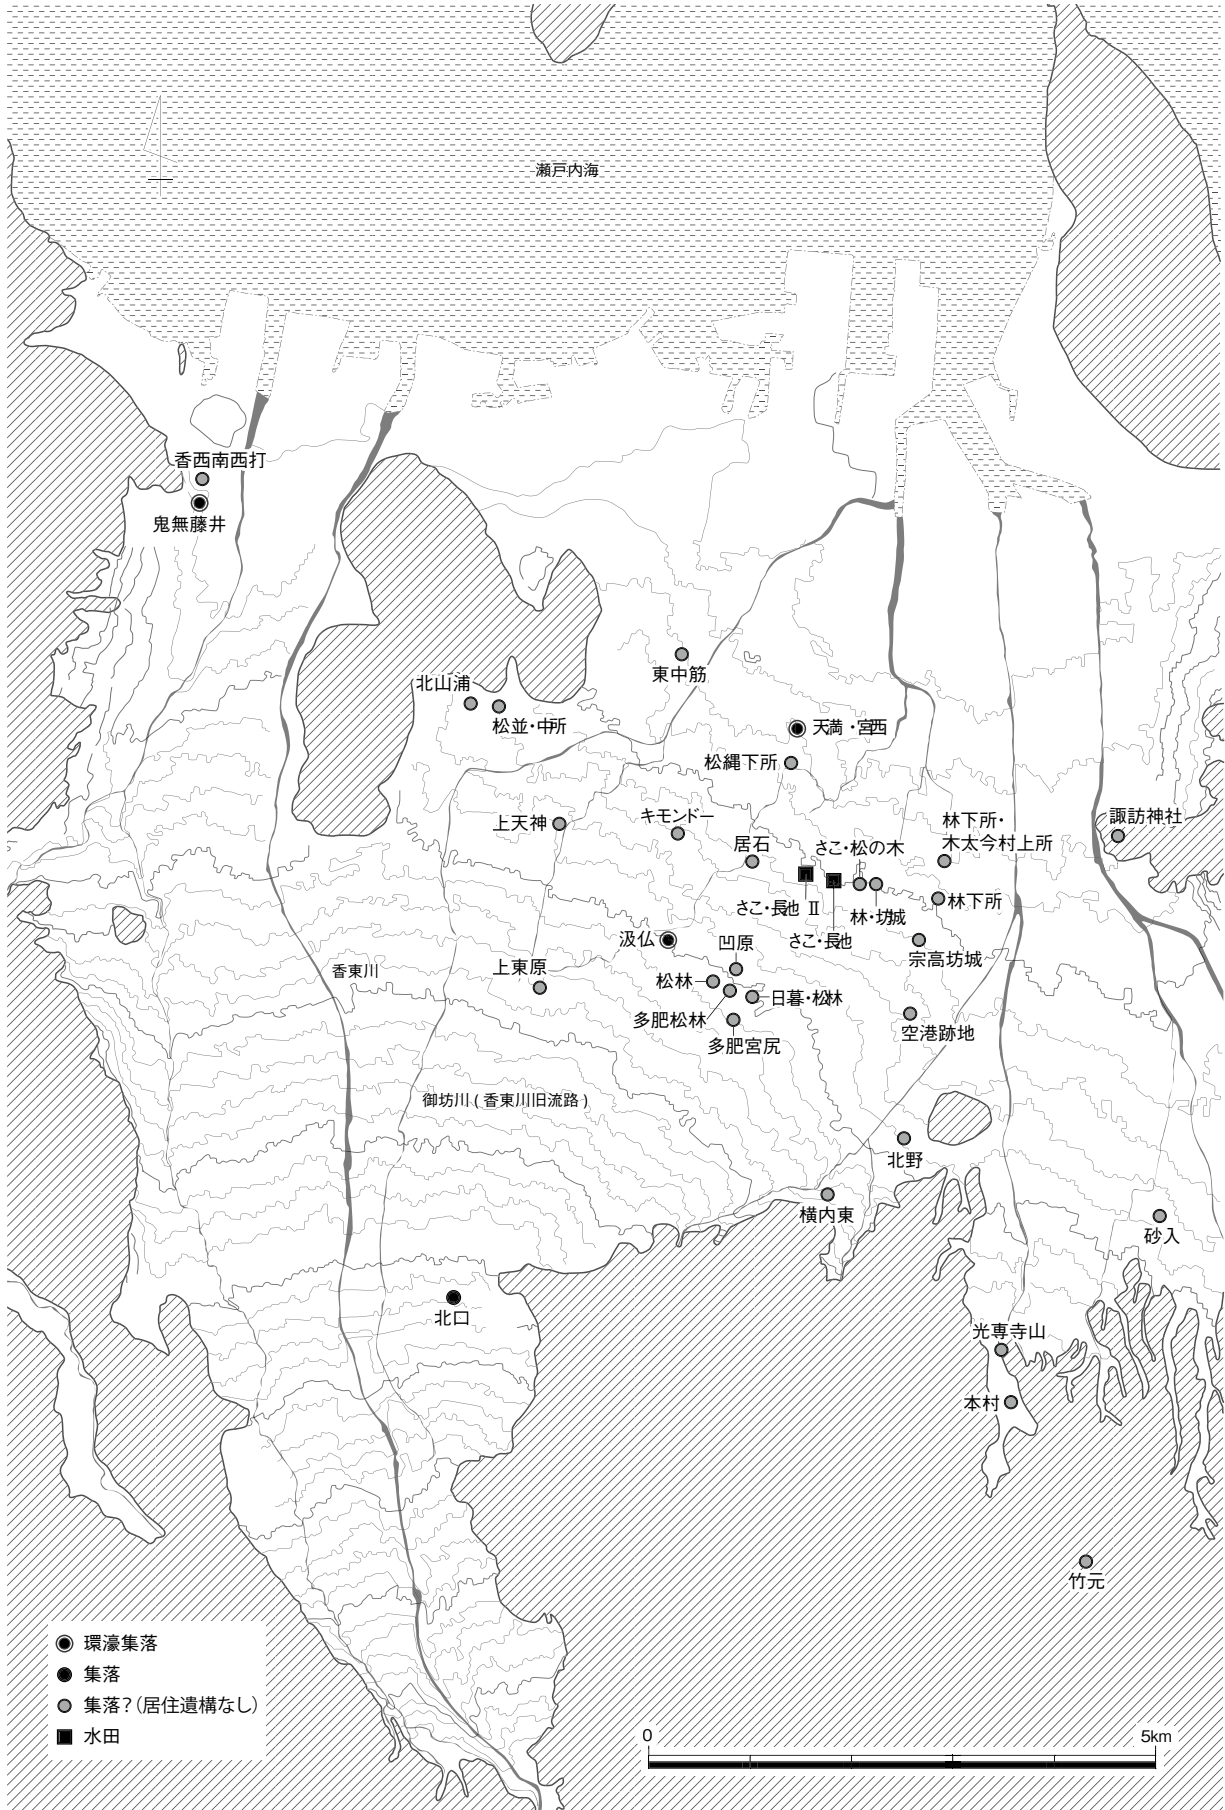 瀬戸内海
香西南西打
鬼無藤井
東中筋
北山浦
松並・中所
天満・宮西
松縄下所
上天神
キモンドー
居石
さこ・松の木
林下所・
木太今村上所
諏訪神社
さこ・長池 Ⅱ
林・坊城
林下所
さこ・長池
汲仏
凹原
宗高坊城
上東原
香東川
松林
日暮・松林
多肥松林
空港跡地
多肥宮尻
御坊川 ( 香東川旧流路 )
北野
横内東
砂入
北口
光専寺山
本村
竹元
環濠集落
集落
集落？（居住遺構なし）
水田
0
5km